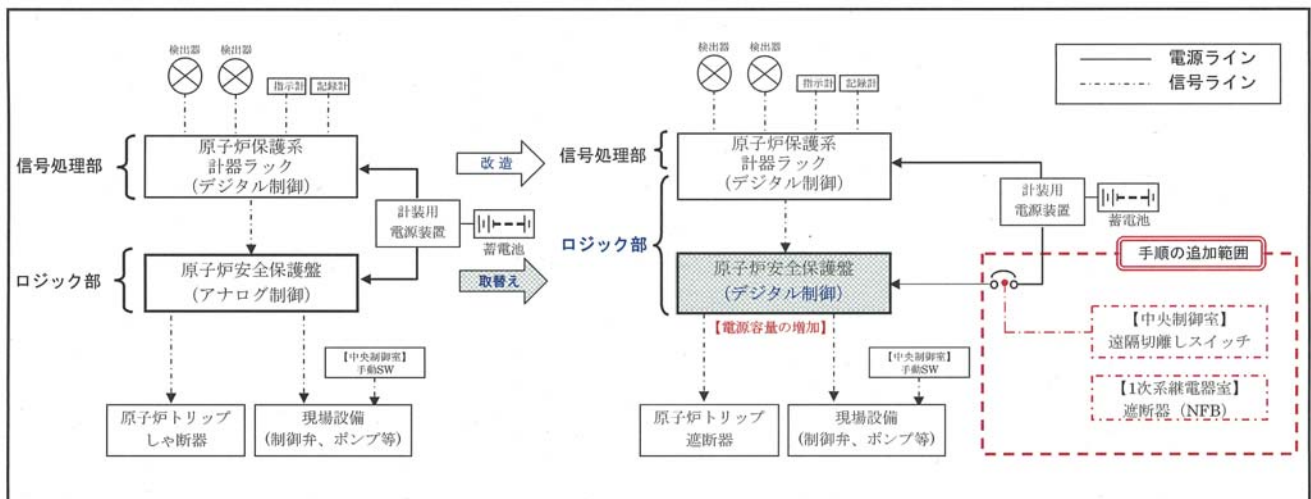 検出器
検出器
指示計
記録計
信号処理部
原子炉保護系
計器ラック
(デジタル制御)
計装用
電源装置
蓄電池
ロジック部
原子炉安全保護盤
(アナログ制御)
【中央制御室】
手動SW
原子炉トリップ
しゃ断器
現場設備
(制御弁、ポンプ等)
改造
取替え
検出器
検出器
指示計
記録計
電源ライン
信号ライン
信号処理部
原子炉保護系
計器ラック
(デジタル制御)
計装用
電源装置
蓄電池
ロジック部
原子炉安全保護盤
(デジタル制御)
【電源容量の増加】
【中央制御室】
手動SW
原子炉トリップ
遮断器
現場設備
(制御弁、ポンプ等)
手順の追加範囲
【中央制御室】
遠隔切離しスイッチ
【1次系継電器室】
遮断器（NFB）